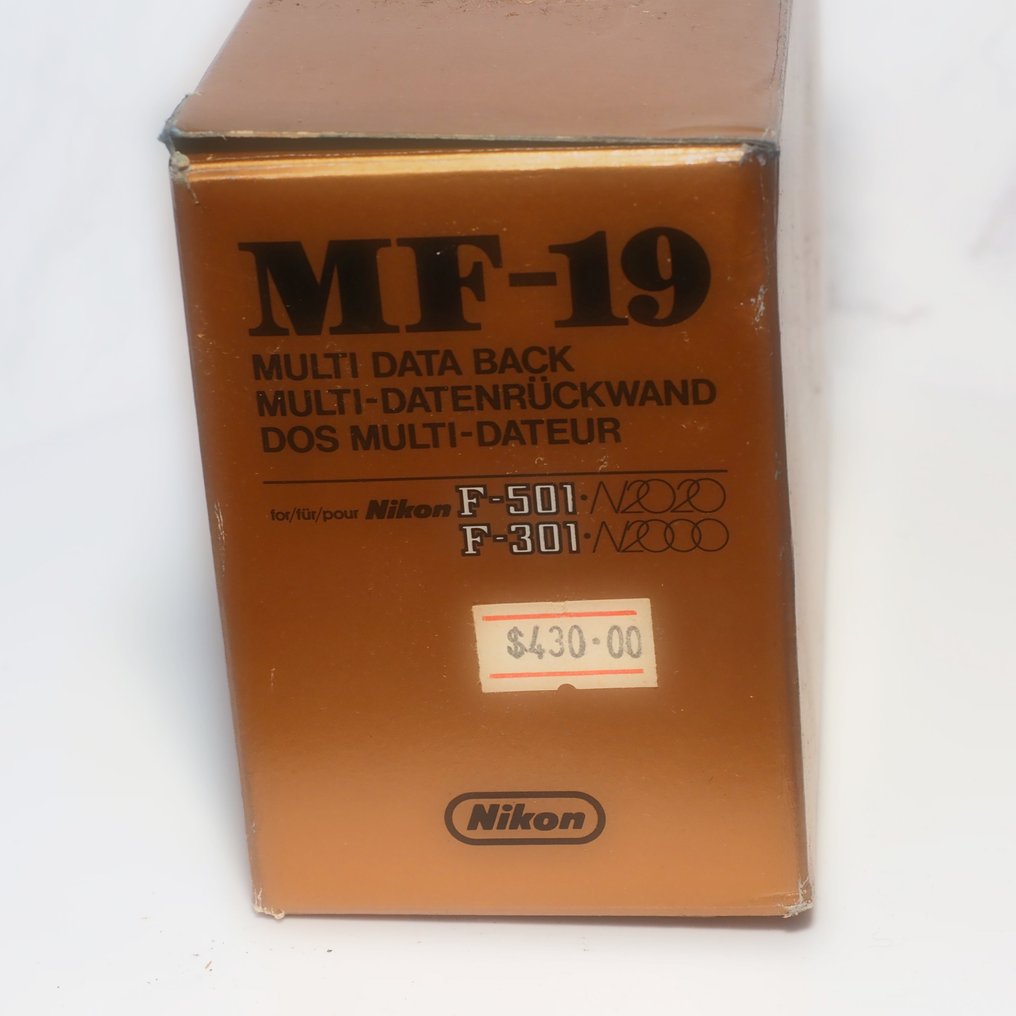 MF-19
MULTI DATA BACK
MULTI-DATENRÜCKWAND
DOS MULTI-DATEUR
for/für/pour Nikon F-501·N2020
F-301·N2000
$430·00
Nikon